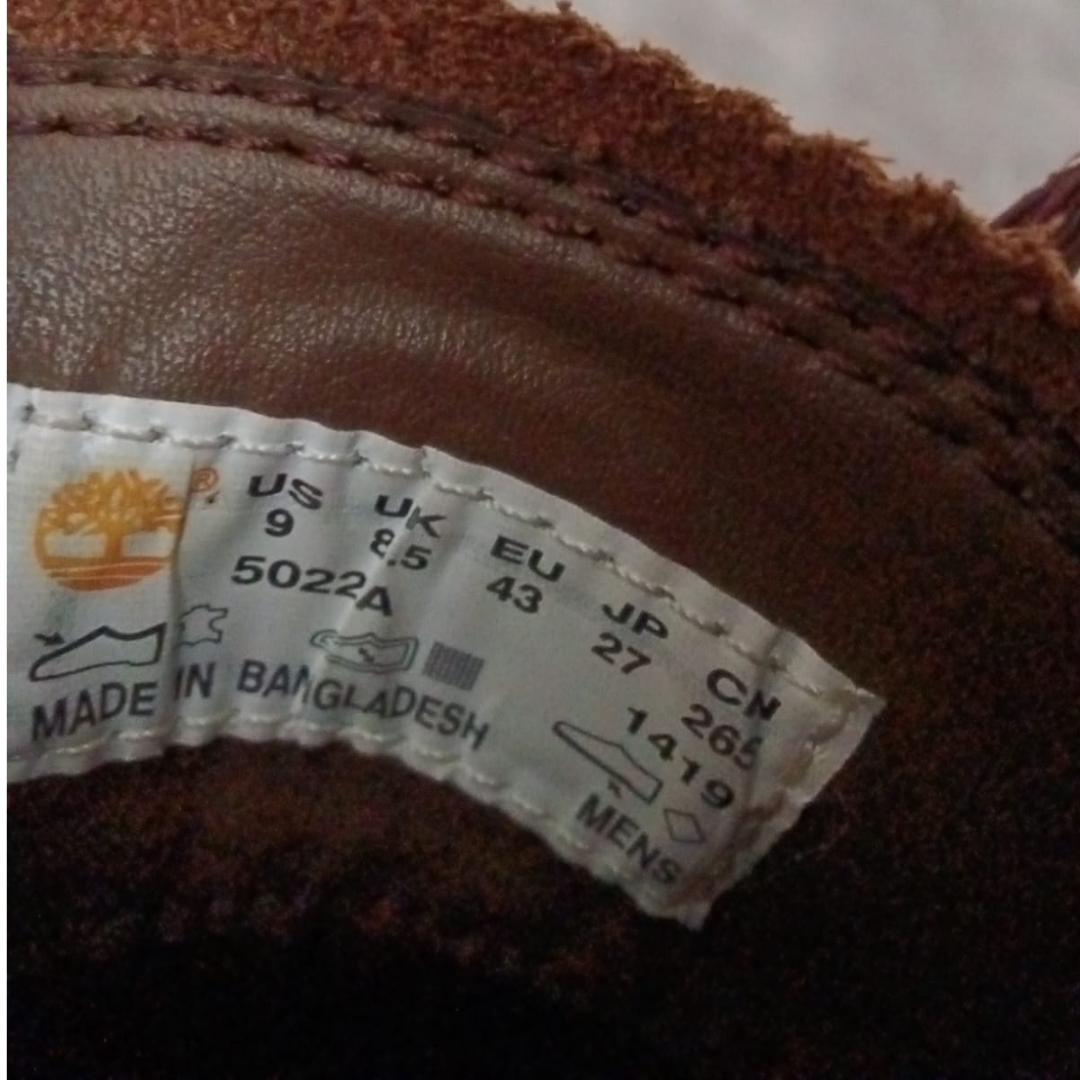 ® US UK EU JP CN
9 8.5 43 27 265
5022A 1419
MADE IN BANGLADESH MENS